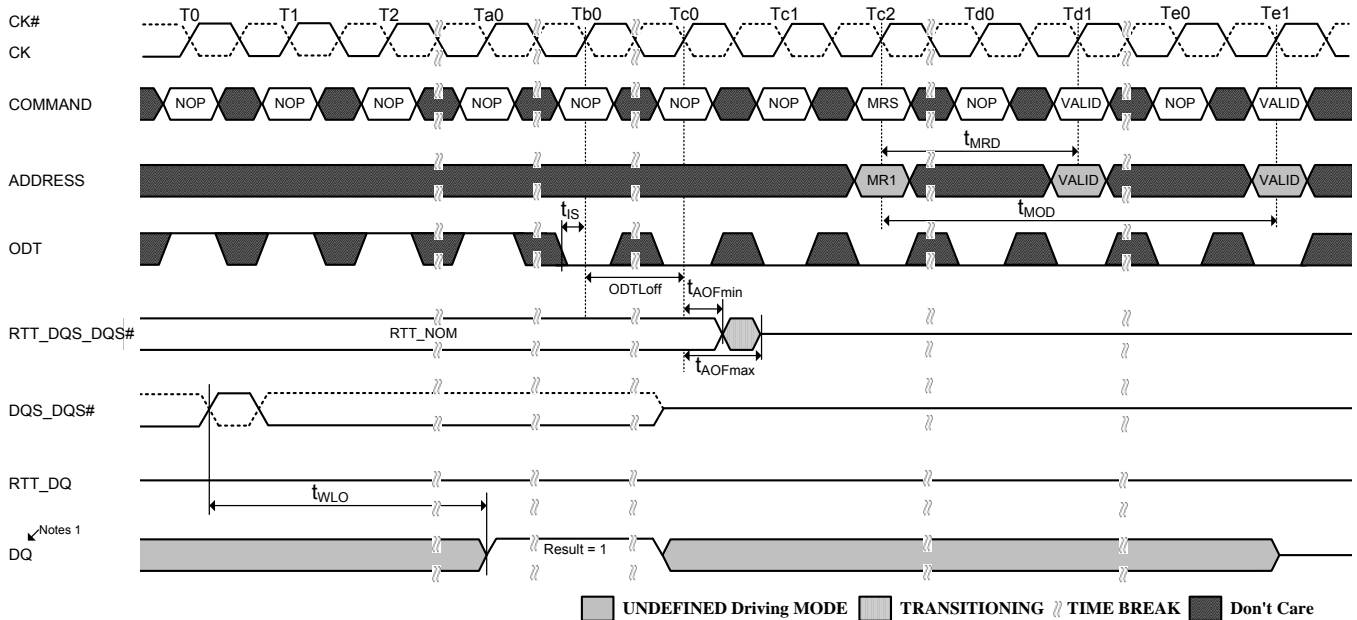 T0 T1 T2 Ta0 Tb0 Tc0 Tc1 Tc2 Td0 Td1 Te0 Te1
CK#
CK
COMMAND NOP NOP NOP NOP NOP NOP NOP MRS NOP VALID NOP VALID
tMRD
ADDRESS MR1 VALID VALID
tIS tMOD
ODT
ODTLoff tAOFmin
RTT_DQS_DQS# RTT_NOM
tAOFmax
DQS_DQS#
RTT_DQ
tWLO
Notes 1
DQ Result = 1
UNDEFINED Driving MODE TRANSITIONING TIME BREAK Don't Care